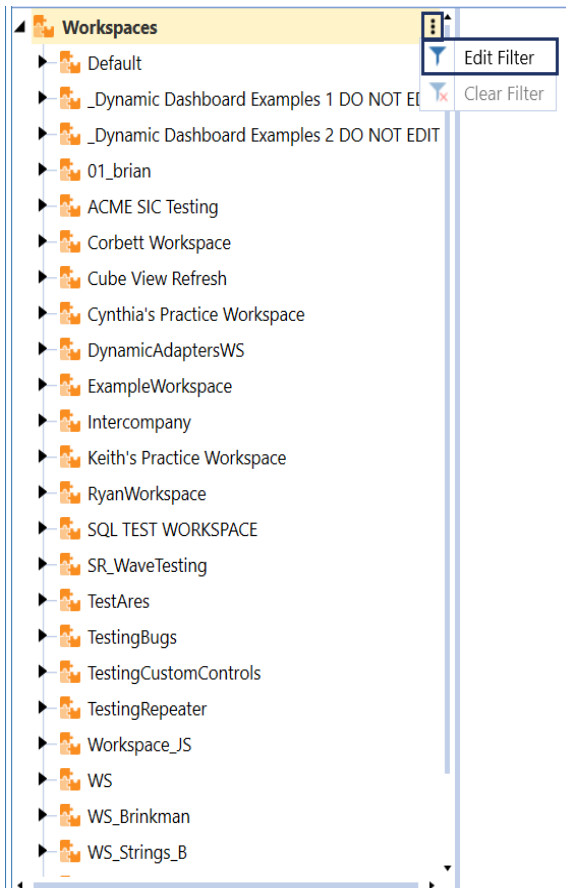 Workspaces
Edit Filter
Default
Clear Filter
_Dynamic Dashboard Examples 1 DO NOT
_Dynamic Dashboard Examples 2 DO NOT EDIT
01_brian
ACME SIC Testing
Corbett Workspace
Cube View Refresh
Cynthia's Practice Workspace
DynamicAdaptersWS
ExampleWorkspace
Intercompany
Keith's Practice Workspace
RyanWorkspace
SQL TEST WORKSPACE
SR_WaveTesting
TestAres
TestingBugs
TestingCustomControls
TestingRepeater
Workspace_JS
WS
WS_Brinkman
WS_Strings_B